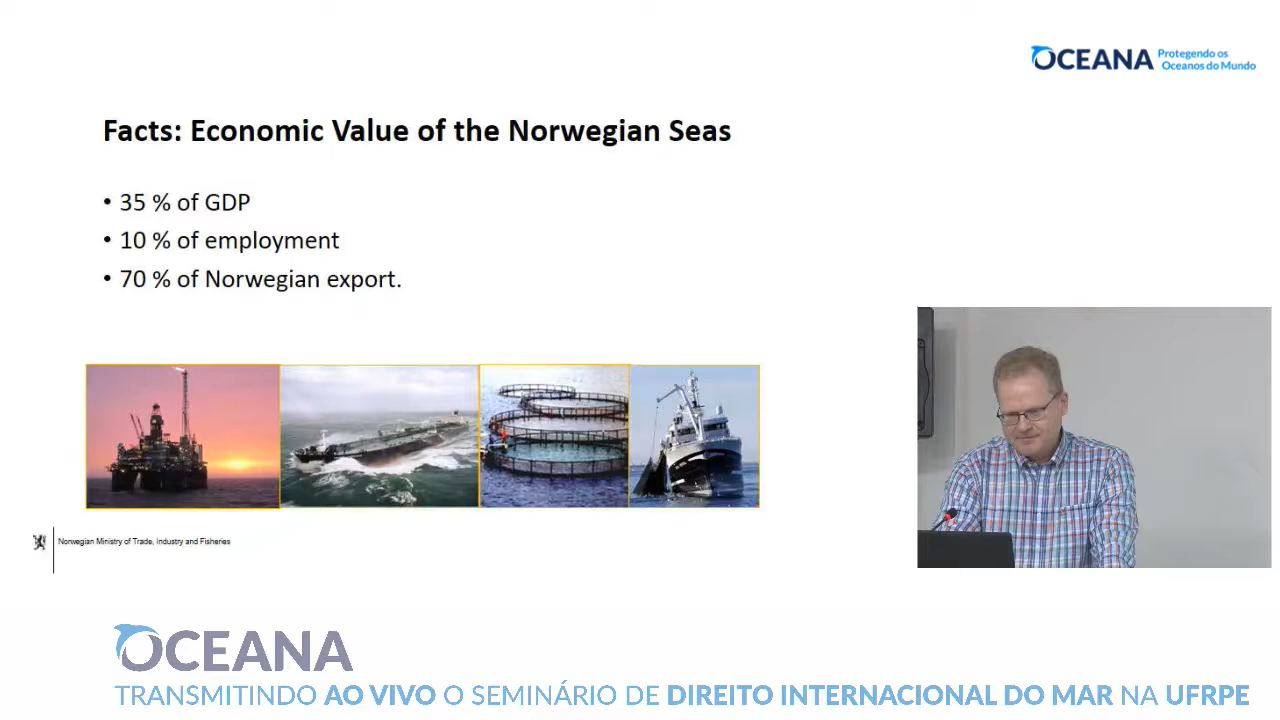 OCEANA
Protegendo os
Oceanos do Mundo
Facts: Economic Value of the Norwegian Seas
• 35 % of GDP
• 10 % of employment
• 70 % of Norwegian export.
Norwegian Ministry of Trade, Industry and Fisheries
OCEANA
TRANSMITINDO AO VIVO O SEMINÁRIO DE DIREITO INTERNACIONAL DO MAR NA UFRPE